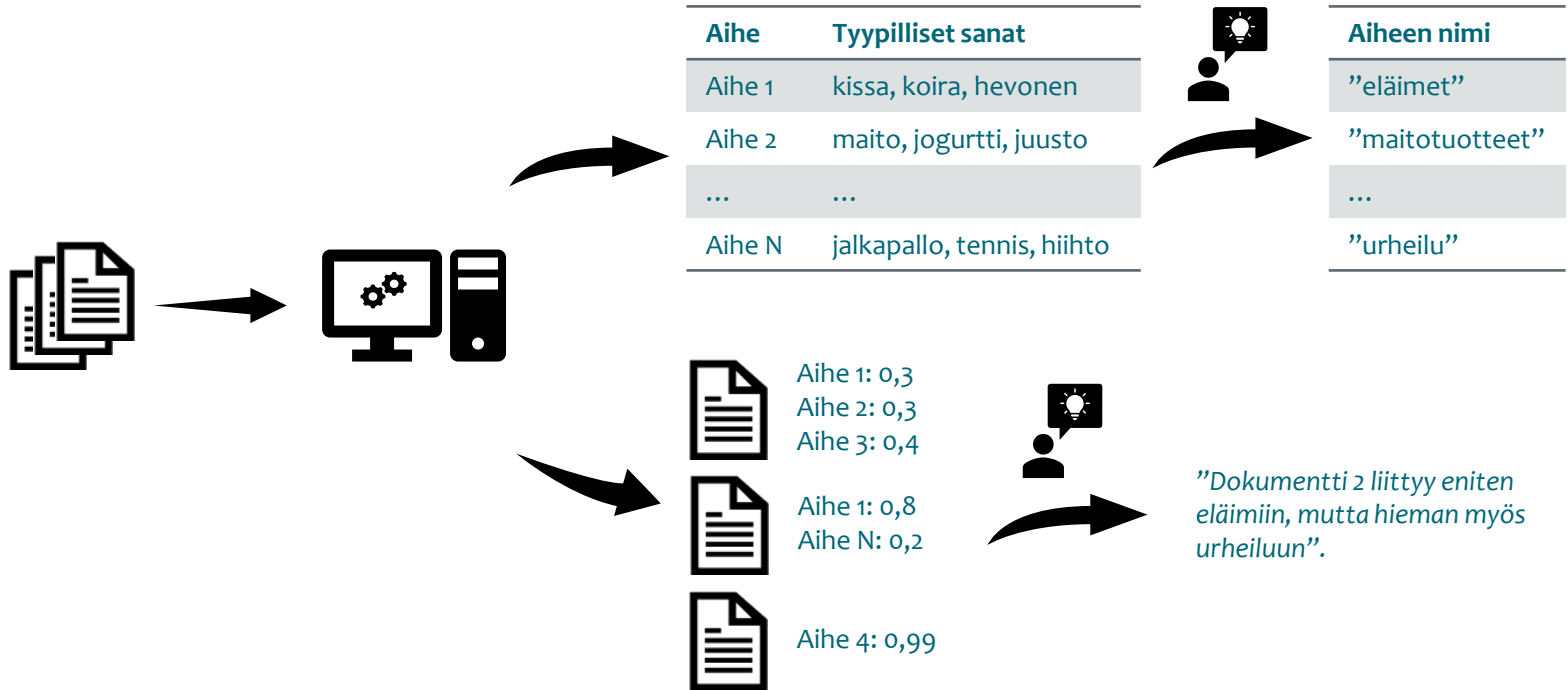 Aihe Tyypilliset sanat Aiheen nimi
Aihe 1 kissa, koira, hevonen ”eläimet”
Aihe 2 maito, jogurtti, juusto ”maitotuotteet”
… … …
Aihe N jalkapallo, tennis, hiihto ”urheilu”
Aihe 1: 0,3
Aihe 2: 0,3
Aihe 3: 0,4
Aihe 1: 0,8
Aihe N: 0,2
”Dokumentti 2 liittyy eniten
eläimiin, mutta hieman myös
urheiluun”.
Aihe 4: 0,99